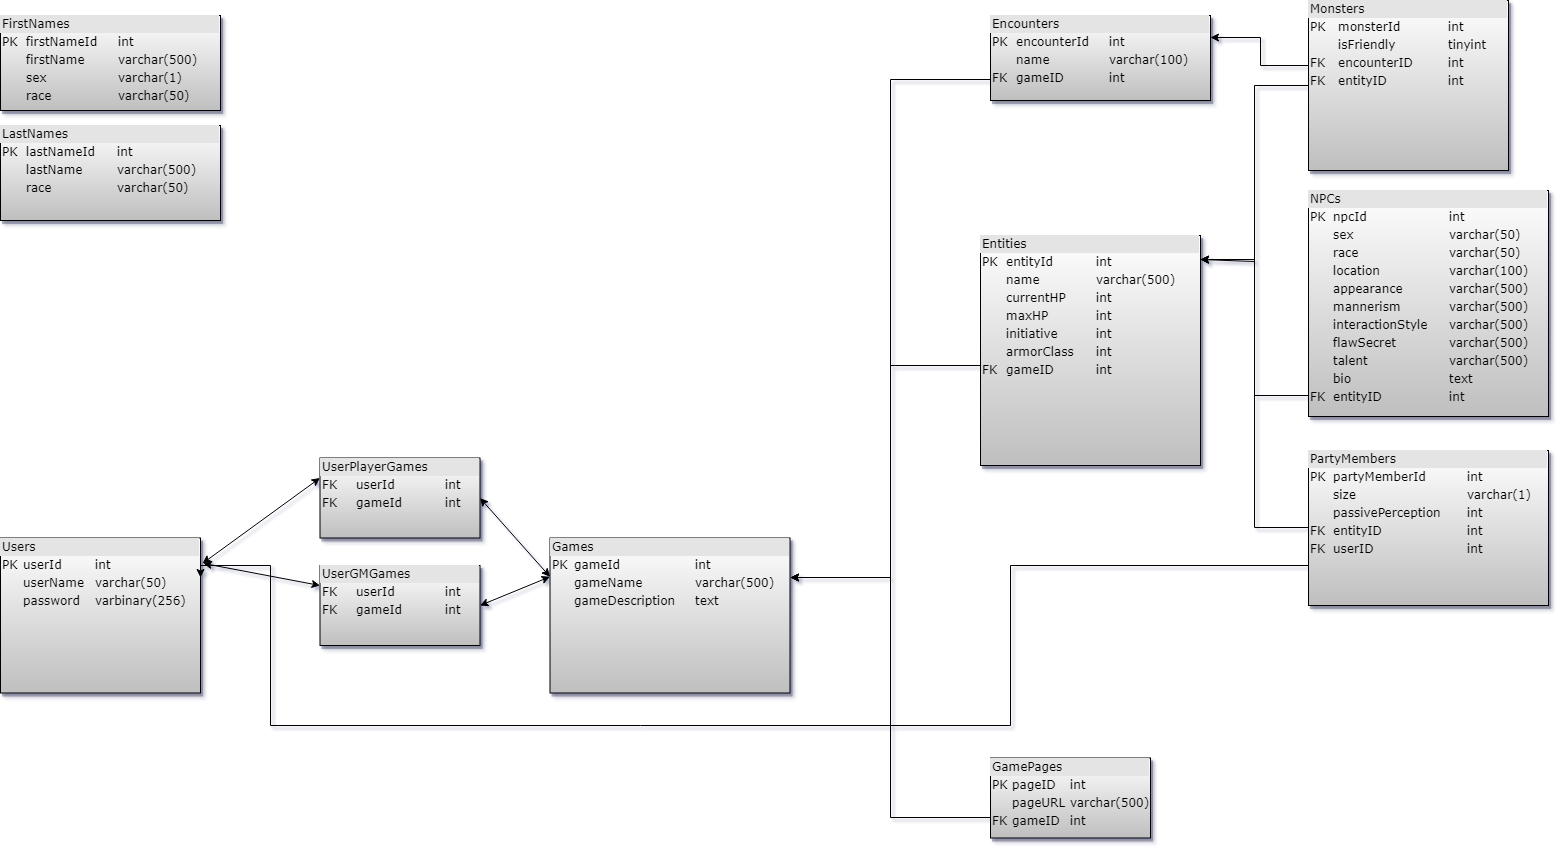 FirstNames
PK firstNameId int
firstName varchar(500)
sex varchar(1)
race varchar(50)
LastNames
PK lastNameId int
lastName varchar(500)
race varchar(50)
Encounters
PK encounterId int
name varchar(100)
FK gameID int
Monsters
PK monsterId int
isFriendly tinyint
FK encounterID int
FK entityID int
NPCs
PK npcId int
sex varchar(50)
race varchar(50)
location varchar(100)
appearance varchar(500)
mannerism varchar(500)
interactionStyle varchar(500)
flawSecret varchar(500)
talent varchar(500)
bio text
FK entityID int
Entities
PK entityId int
name varchar(500)
currentHP int
maxHP int
initiative int
armorClass int
FK gameID int
PartyMembers
PK partyMemberId int
size varchar(1)
passivePerception int
FK entityID int
FK userID int
UserPlayerGames
FK userId int
FK gameId int
Users
PK userId int
userName varchar(50)
password varbinary(256)
UserGMGames
FK userId int
FK gameId int
Games
PK gameId int
gameName varchar(500)
gameDescription text
GamePages
PK pageID int
pageURL varchar(500)
FK gameID int